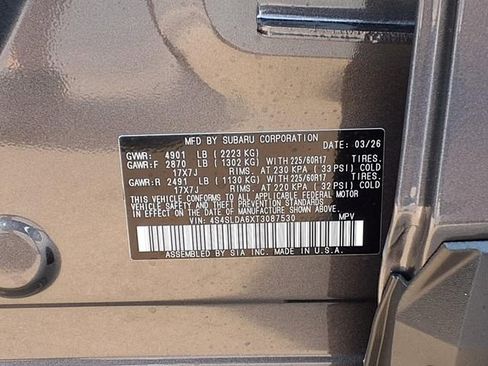 MFD BY SUBARU CORPORATION DATE: 03/26
GVWR: 4901 LB (2223 KG)
GAWR:F 2870 LB (1302 KG) WITH 225/60R17 TIRES.
17X7J RIMS. AT 230 KPA (33 PSI) COLD
GAWR:R 2491 LB (1130 KG) WITH 225/60R17 TIRES.
17X7J RIMS. AT 220 KPA (32 PSI) COLD
THIS VEHICLE CONFORMS TO ALL APPLICABLE FEDERAL MOTOR
VEHICLE SAFETY, BUMPER, AND THEFT PREVENTION STANDARDS
IN EFFECT ON THE DATE OF MANUFACTURE SHOWN ABOVE.
VIN: 4S4SLDA6XT3087530 MPV
ASSEMBLED BY SIA INC. MADE IN U.S.A.